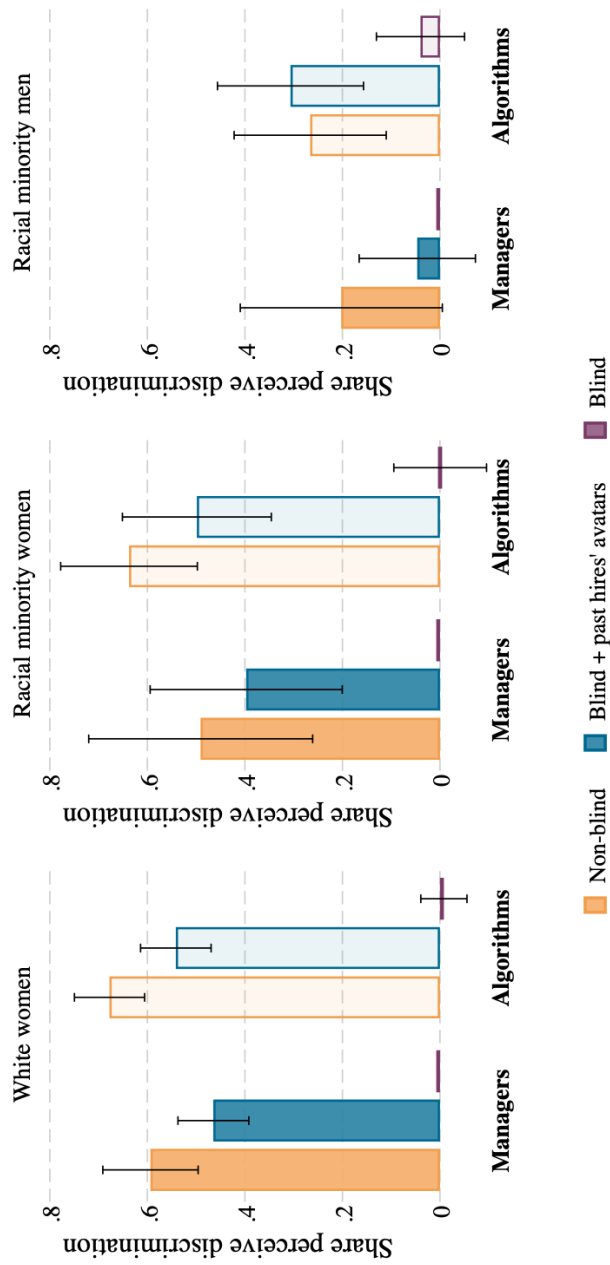 White women
Share perceive discrimination
.8
.6
.4
.2
0
Managers
Algorithms
Racial minority women
Share perceive discrimination
.8
.6
.4
.2
0
Managers
Algorithms
Racial minority men
Share perceive discrimination
.8
.6
.4
.2
0
Managers
Algorithms
Non-blind
Blind + past hires' avatars
Blind